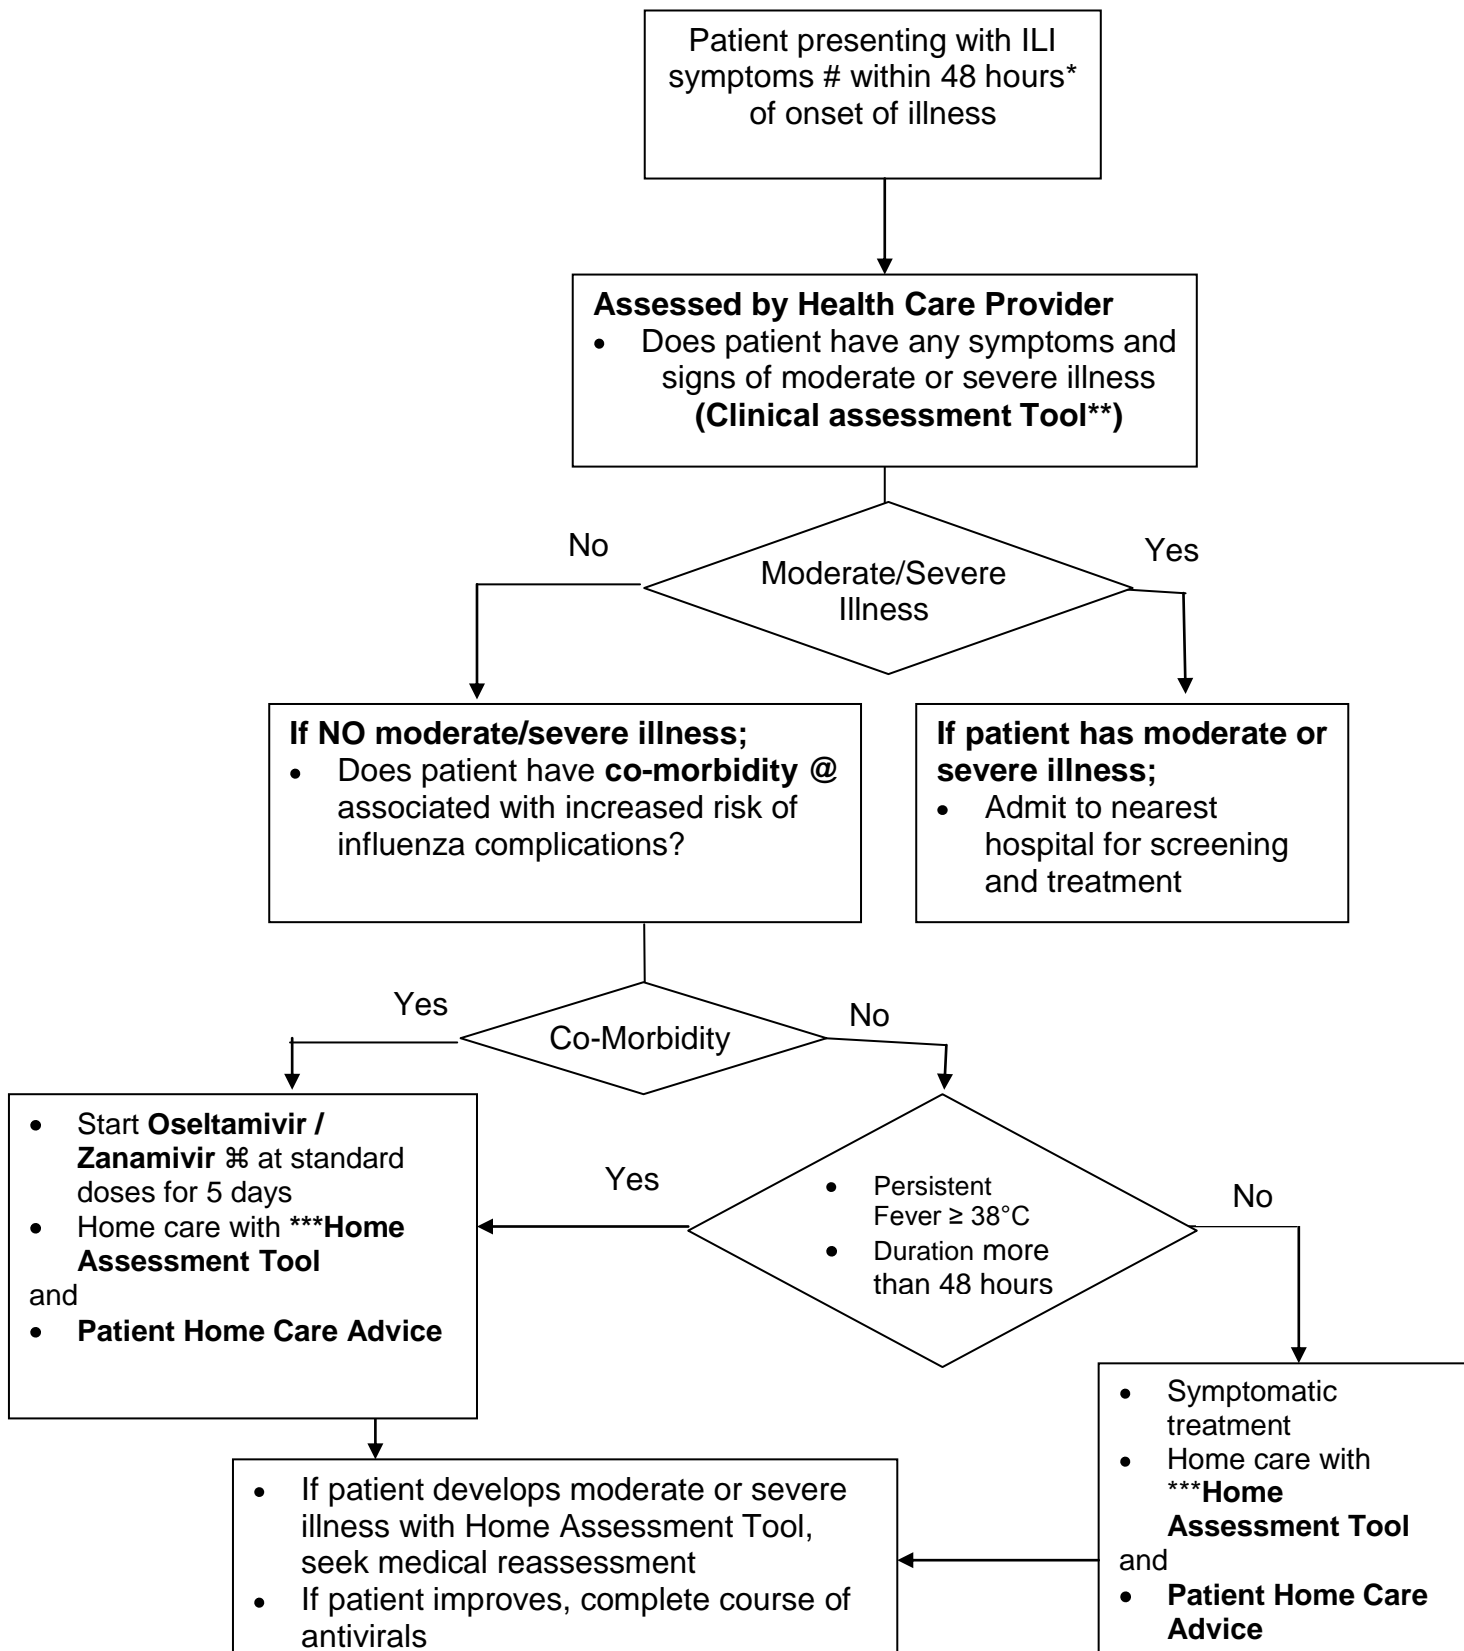 Patient presenting with ILI
symptoms # within 48 hours*
of onset of illness
Assessed by Health Care Provider
• Does patient have any symptoms and
signs of moderate or severe illness
(Clinical assessment Tool**)
No
Yes
Moderate/Severe
Illness
If NO moderate/severe illness;
• Does patient have co-morbidity @
associated with increased risk of
influenza complications?
If patient has moderate or
severe illness;
• Admit to nearest
hospital for screening
and treatment
Yes
No
Co-Morbidity
• Start Oseltamivir /
Zanamivir ⌘ at standard
doses for 5 days
• Home care with ***Home
Assessment Tool
and
• Patient Home Care Advice
Yes
• Persistent
Fever ≥ 38°C
• Duration more
than 48 hours
No
• Symptomatic
treatment
• Home care with
***Home
Assessment Tool
and
• Patient Home Care
Advice
• If patient develops moderate or severe
illness with Home Assessment Tool,
seek medical reassessment
• If patient improves, complete course of
antivirals